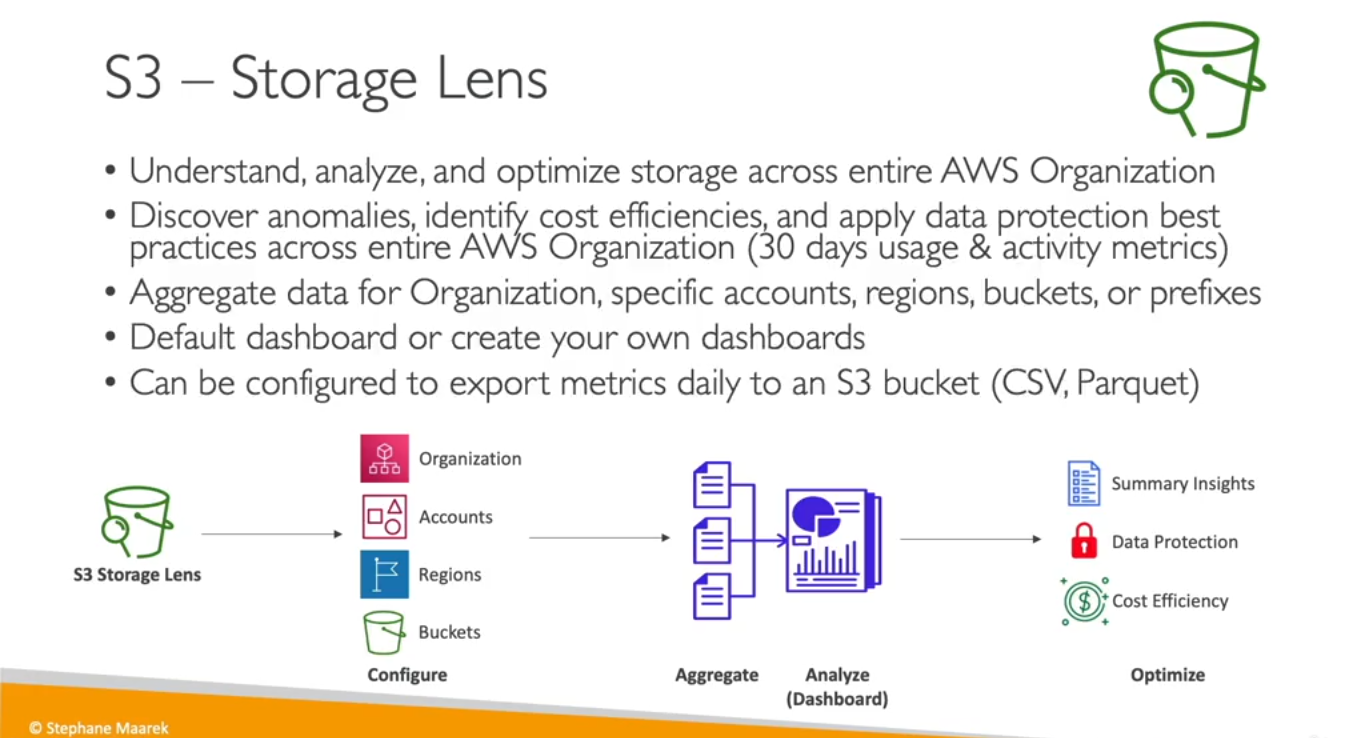 S3 – Storage Lens
• Understand, analyze, and optimize storage across entire AWS Organization
• Discover anomalies, identify cost efficiencies, and apply data protection best
practices across entire AWS Organization (30 days usage & activity metrics)
• Aggregate data for Organization, specific accounts, regions, buckets, or prefixes
• Default dashboard or create your own dashboards
• Can be configured to export metrics daily to an S3 bucket (CSV, Parquet)
S3 Storage Lens
Organization
Accounts
Regions
Buckets
Configure
Aggregate
Analyze
(Dashboard)
Summary Insights
Data Protection
Cost Efficiency
Optimize
© Stephane Maarek